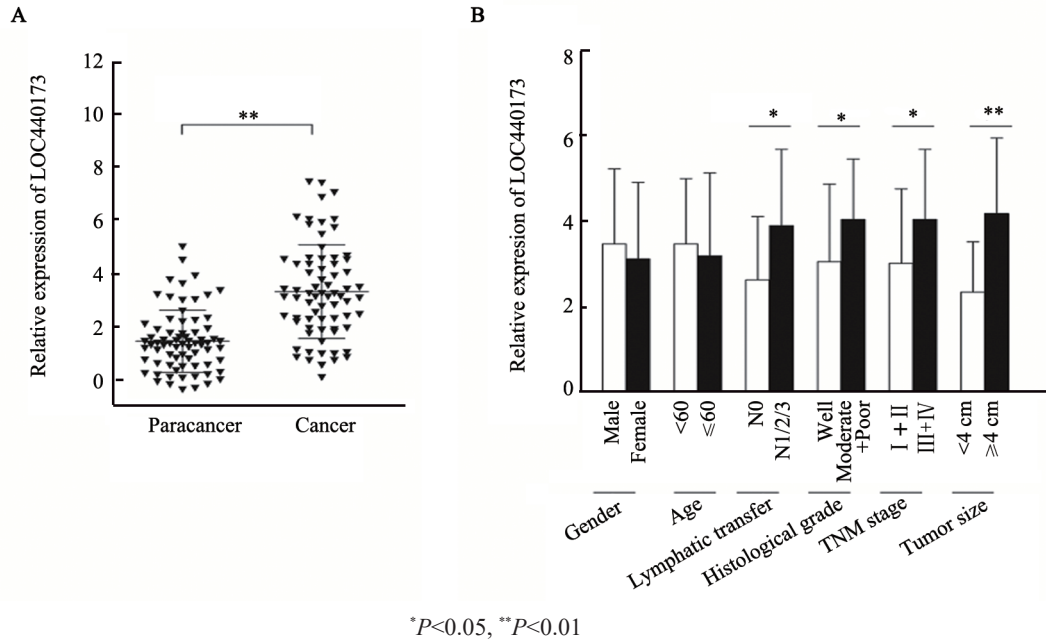 A
Relative expression of LOC440173
12
10
8
6
4
2
0
**
Paracancer
Cancer
B
Relative expresion of LOC440173
8
6
4
2
0
*
*
*
**
Male
Female
<60
⩽60
N0
N1/2/3
Well
Moderate
+Poor
I + II
III+IV
<4 cm
⩾4 cm
Gender
Age
Lymphatic transfer
Histological grade
TNM stage
Tumor size
*P<0.05, **P<0.01